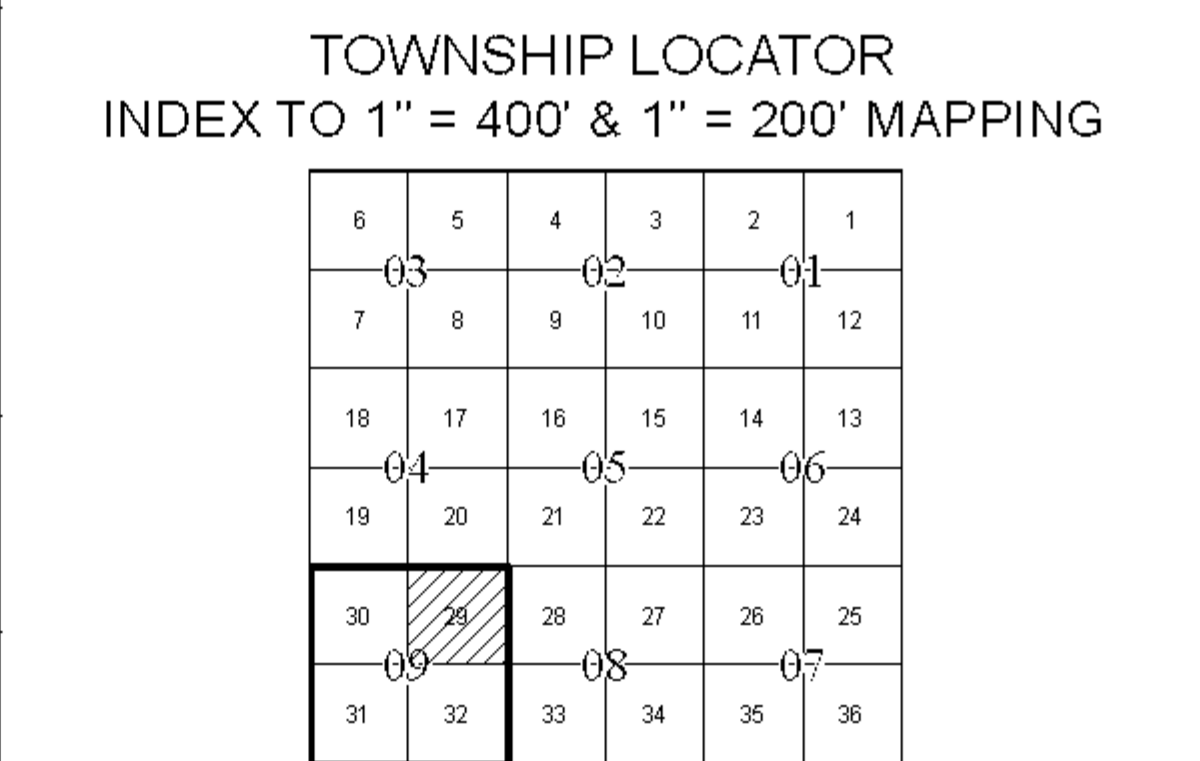 TOWNSHIP LOCATOR
INDEX TO 1" = 400' & 1" = 200' MAPPING
6 5 4 3 2 1
03 02 01
7 8 9 10 11 12
18 17 16 15 14 13
04 05 06
19 20 21 22 23 24
30 29 28 27 26 25
09 08 07
31 32 33 34 35 36